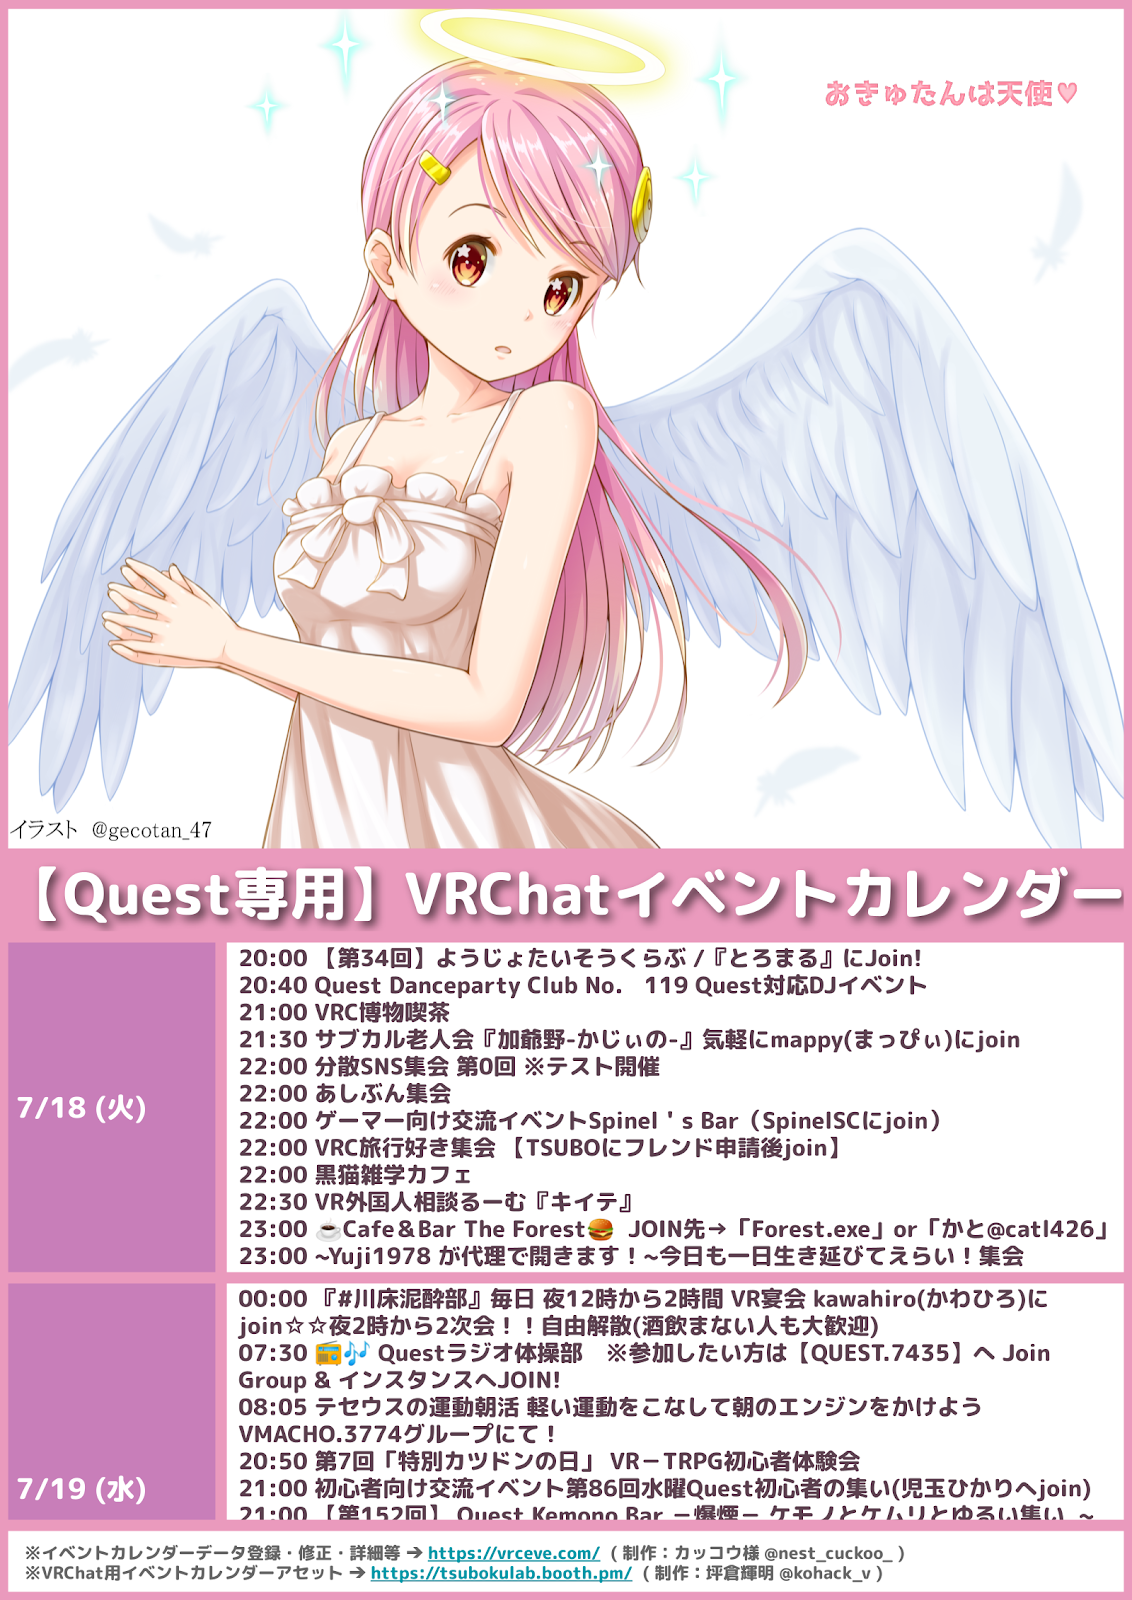 おきゅたんは天使♥
イラスト @gecotan_47
【Quest専用】VRChatイベントカレンダー
7/18 (火)
20:00 【第34回】ようじょたいそうくらぶ /『とろまる』にJoin!
20:40 Quest Danceparty Club No. 119 Quest対応DJイベント
21:00 VRC博物喫茶
21:30 サブカル老人会『加爺野-かじぃの-』気軽にmappy(まっぴぃ)にjoin
22:00 分散SNS集会 第0回 ※テスト開催
22:00 あしぶん集会
22:00 ゲーマー向け交流イベントSpinel ' s Bar（SpinelSCにjoin）
22:00 VRC旅行好き集会 【TSUBOにフレンド申請後join】
22:00 黒猫雑学カフェ
22:30 VR外国人相談るーむ『キイテ』
23:00 ☕Cafe＆Bar The Forest🍔 JOIN先→「Forest.exe」or「かと@catl426」
23:00 ~Yuji1978 が代理で開きます！~今日も一日生き延びてえらい！集会
7/19 (水)
00:00 『#川床泥酔部』毎日 夜12時から2時間 VR宴会 kawahiro(かわひろ)に
join☆☆夜2時から2次会！！自由解散(酒飲まない人も大歓迎)
07:30 📻🎶 Questラジオ体操部　※参加したい方は【QUEST.7435】へ Join
Group & インスタンスへJOIN!
08:05 テセウスの運動朝活 軽い運動をこなして朝のエンジンをかけよう
VMACHO.3774グループにて！
20:50 第7回「特別カツドンの日」 VR－TRPG初心者体験会
21:00 初心者向け交流イベント第86回水曜Quest初心者の集い(児玉ひかりへjoin)
21:00 【第152回】 Quest Kemono Bar －爆煙－ ケモノとケムリとゆるい集い ~
※イベントカレンダーデータ登録・修正・詳細等 ➔ https://vrceve.com/ ( 制作：カッコウ様 @nest_cuckoo_ )
※VRChat用イベントカレンダーアセット ➔ https://tsubokulab.booth.pm/ ( 制作：坪倉輝明 @kohack_v )